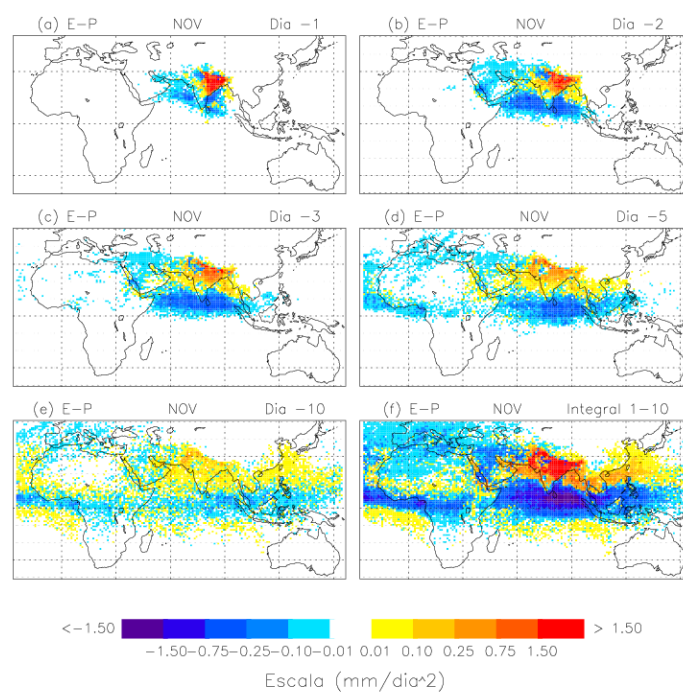 (a) E-P NOV Dia -1
(b) E-P NOV Dia -2
(c) E-P NOV Dia -3
(d) E-P NOV Dia -5
(e) E-P NOV Dia -10
(f) E-P NOV Integral 1-10
<-1.50 > 1.50
-1.50-0.75-0.25-0.10-0.01 0.01 0.10 0.25 0.75 1.50
Escala (mm/dia^2)